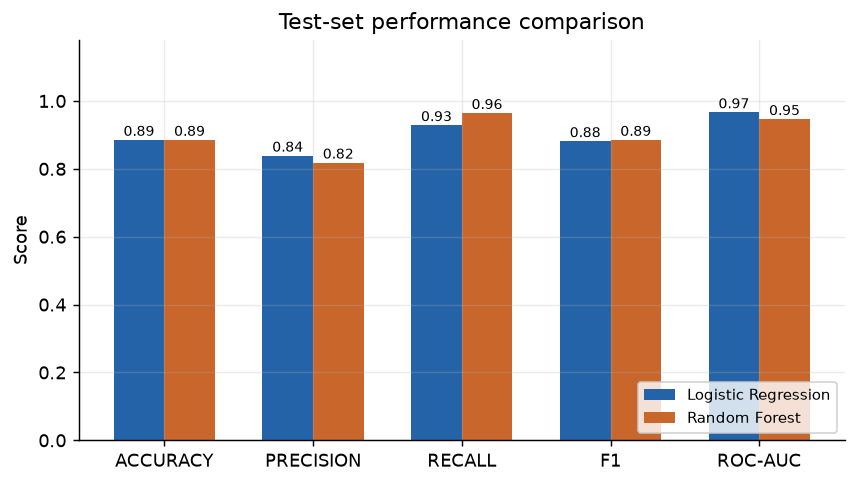 Test-set performance comparison
Score
1.0
0.8
0.6
0.4
0.2
0.0
0.89 0.89
0.84 0.82
0.93 0.96
0.88 0.89
0.97 0.95
ACCURACY PRECISION RECALL F1 ROC-AUC
Logistic Regression
Random Forest